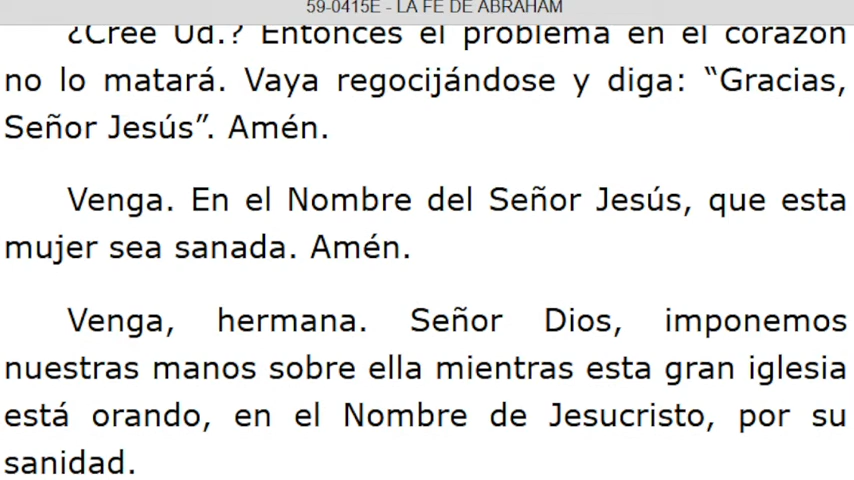 59-0415E - LA FE DE ABRAHAM
¿Cree Ud.? Entonces el problema en el corazón
no lo matará. Vaya regocijándose y diga: “Gracias,
Señor Jesús”. Amén.
Venga. En el Nombre del Señor Jesús, que esta
mujer sea sanada. Amén.
Venga, hermana. Señor Dios, imponemos
nuestras manos sobre ella mientras esta gran iglesia
está orando, en el Nombre de Jesucristo, por su
sanidad.